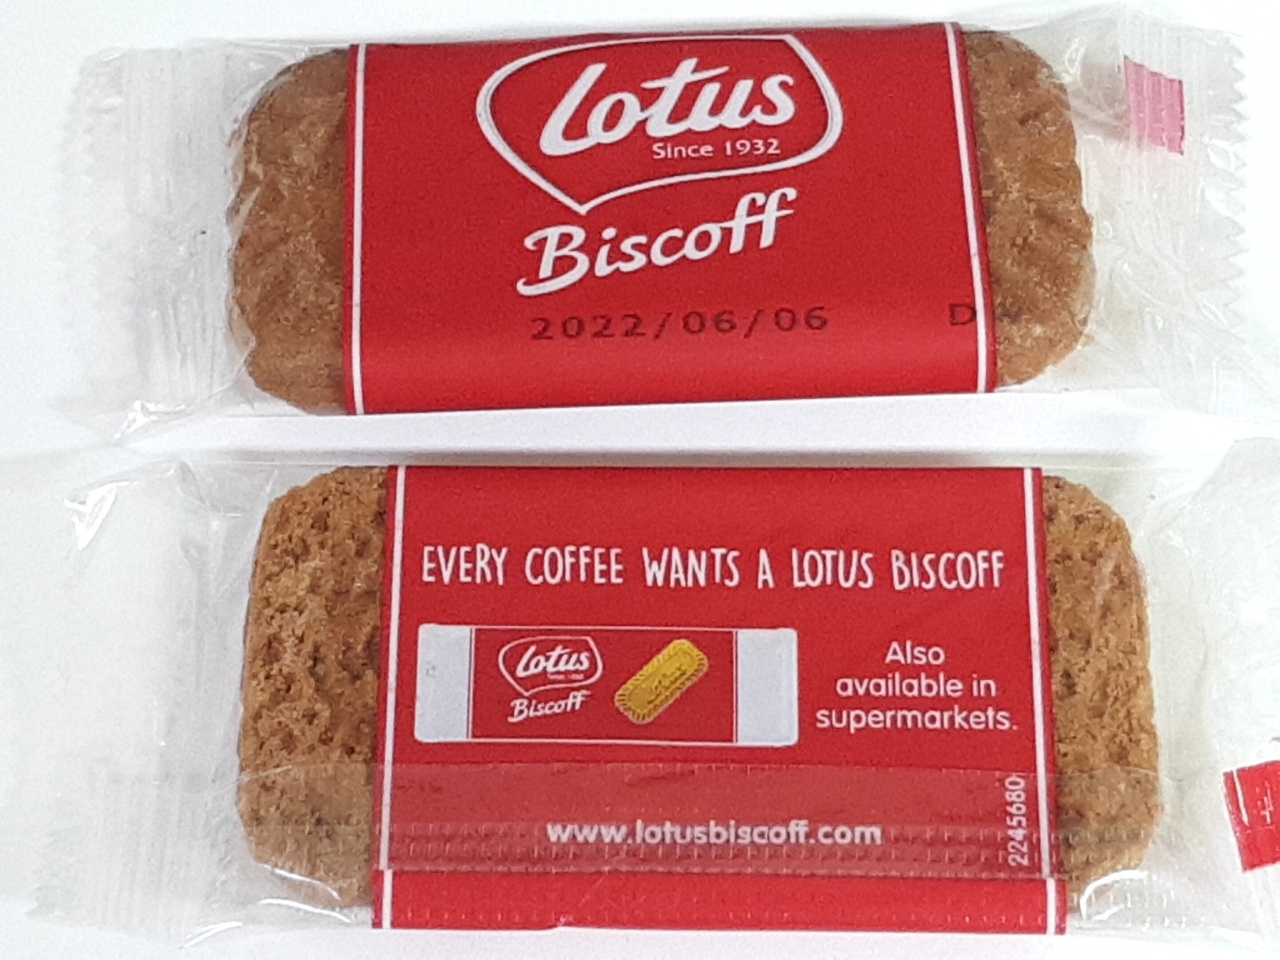 Lotus
Since 1932
Biscoff
2022/06/06 D
EVERY COFFEE WANTS A LOTUS BISCOFF
Lotus
Biscoff
Also
available in
supermarkets.
www.lotusbiscoff.com
2245680